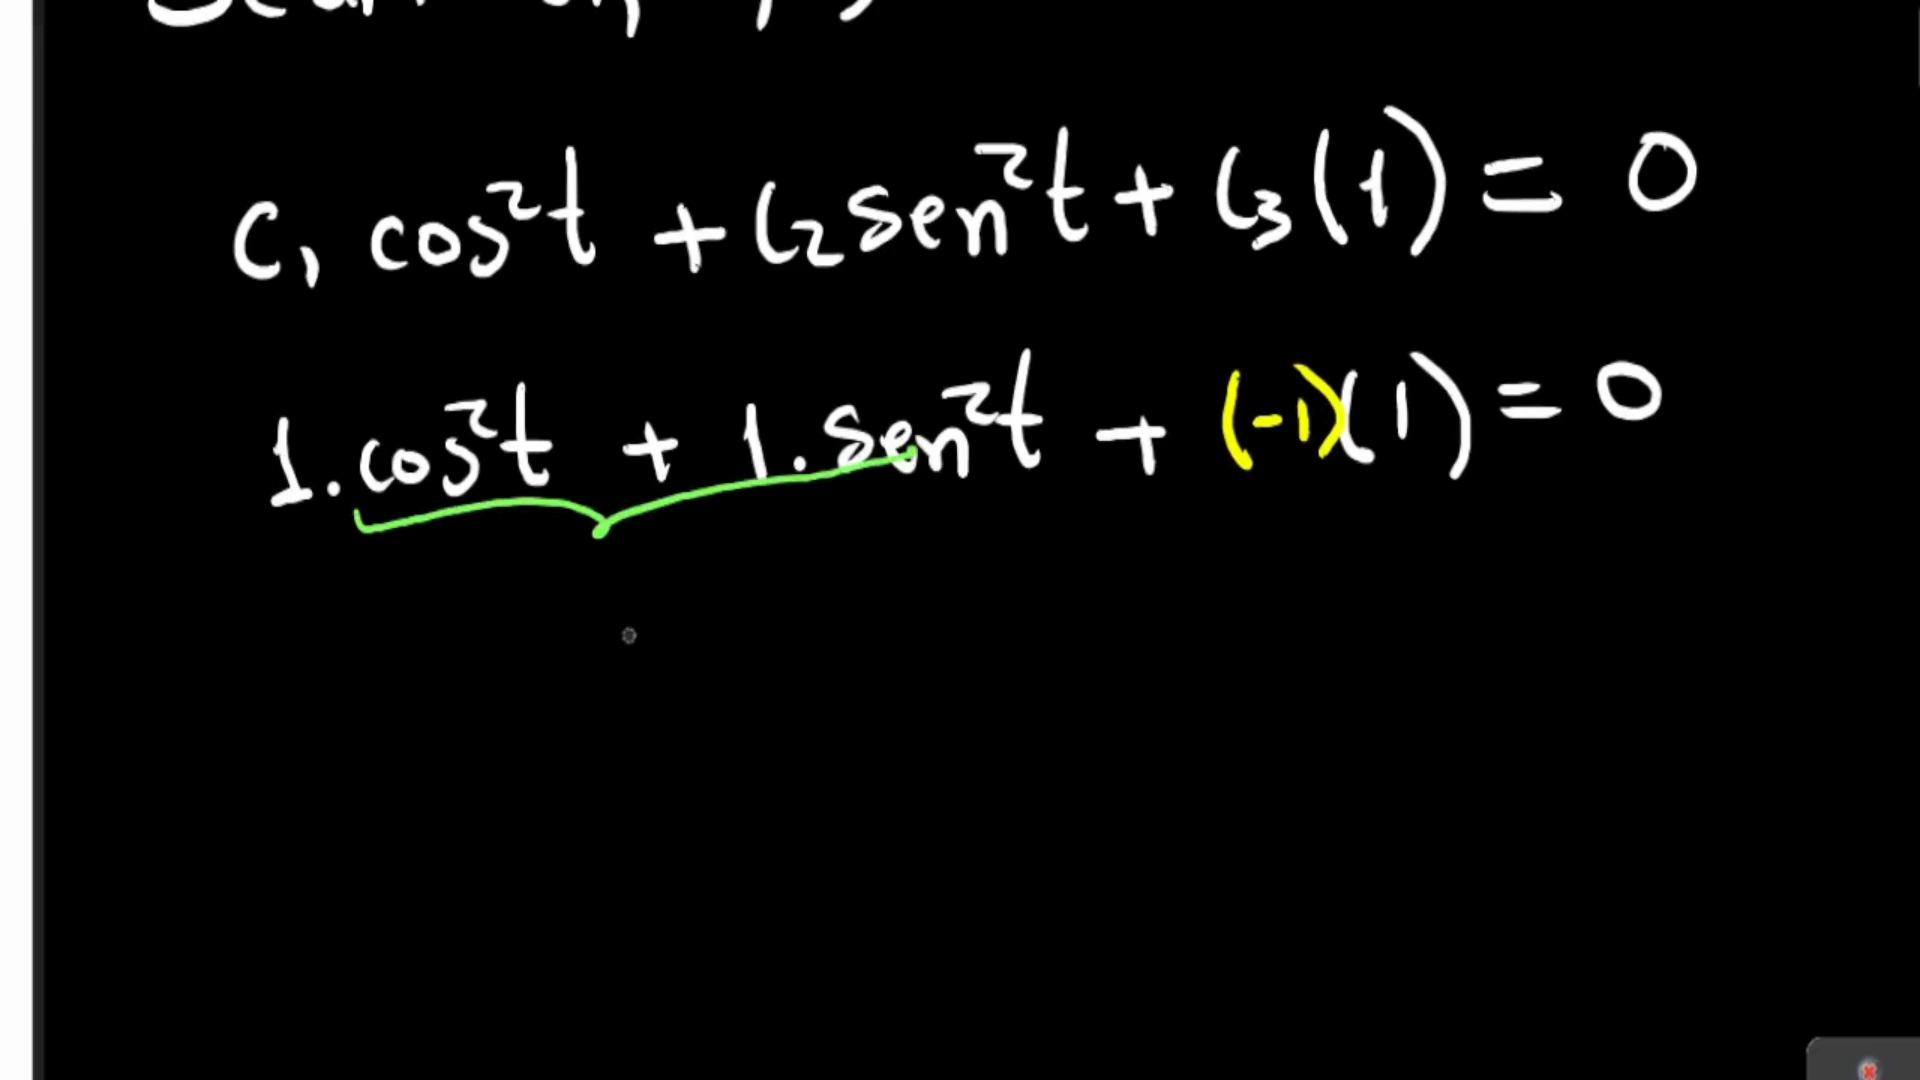 c₁ cos²t + c₂ sen²t + c₃ (1) = 0
1. cos²t + 1. sen²t + (-1)(1) = 0